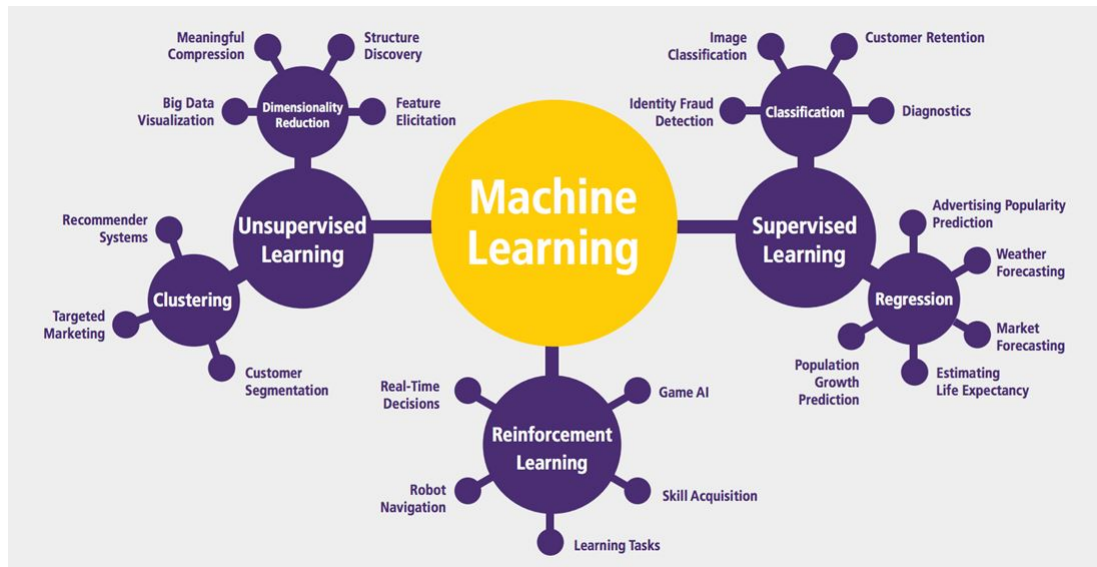 Machine
Learning
Unsupervised
Learning
Dimensionality
Reduction
Meaningful
Compression
Structure
Discovery
Big Data
Visualization
Feature
Elicitation
Clustering
Recommender
Systems
Targeted
Marketing
Customer
Segmentation
Supervised
Learning
Classification
Image
Classification
Customer Retention
Identity Fraud
Detection
Diagnostics
Regression
Advertising Popularity
Prediction
Weather
Forecasting
Market
Forecasting
Population
Growth
Prediction
Estimating
Life Expectancy
Reinforcement
Learning
Real-Time
Decisions
Game AI
Robot
Navigation
Skill Acquisition
Learning Tasks